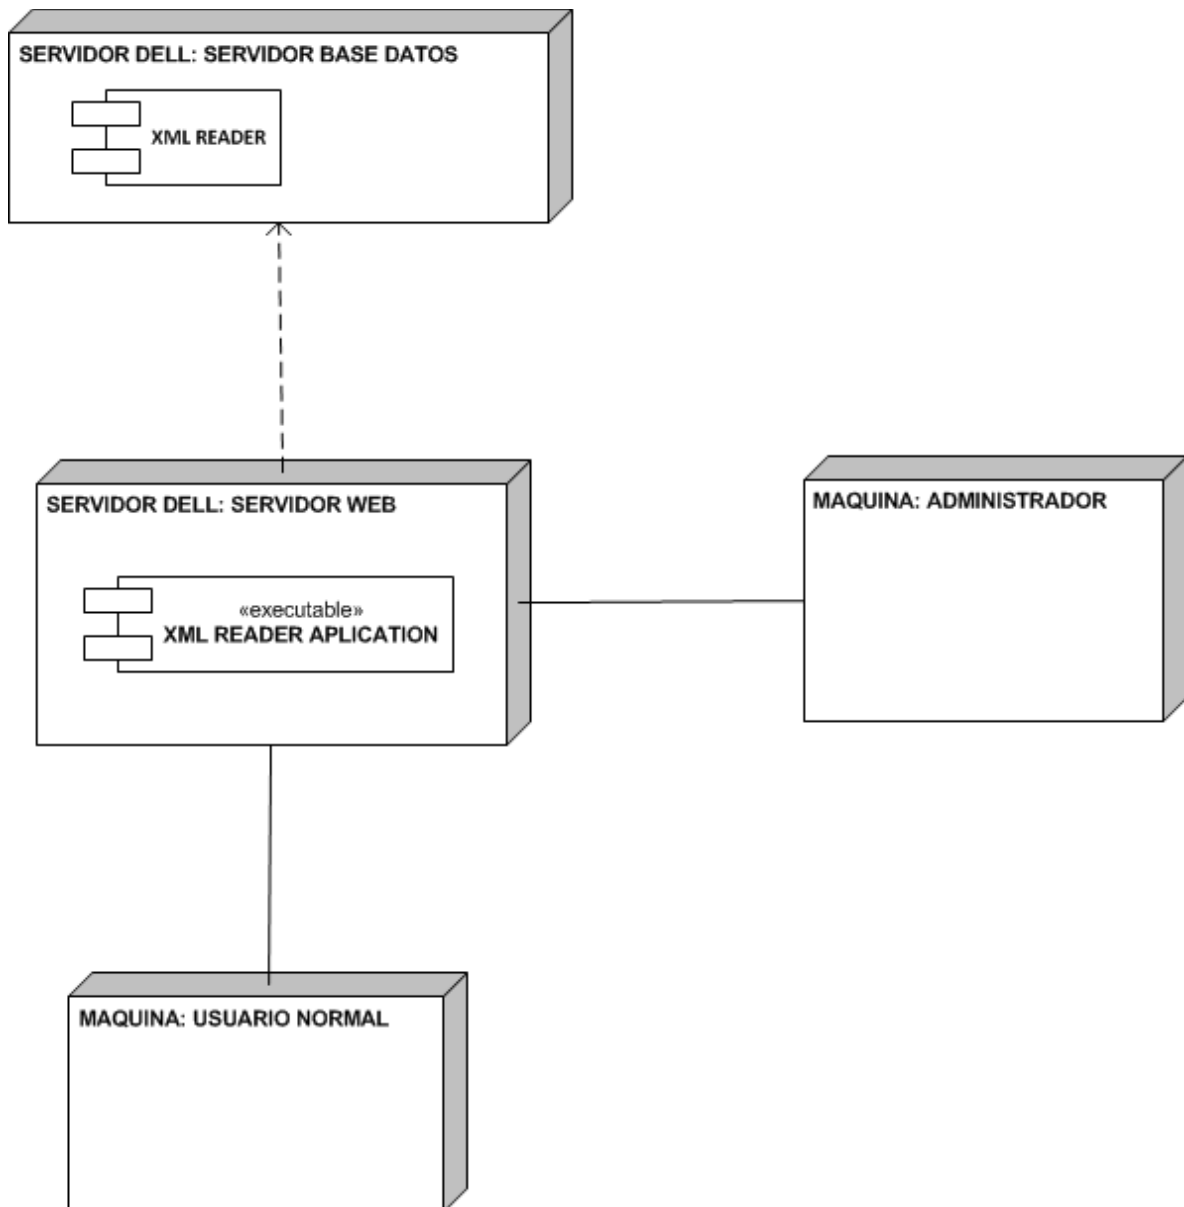 SERVIDOR DELL: SERVIDOR BASE DATOS
XML READER
SERVIDOR DELL: SERVIDOR WEB
«executable»
XML READER APLICATION
MAQUINA: ADMINISTRADOR
MAQUINA: USUARIO NORMAL